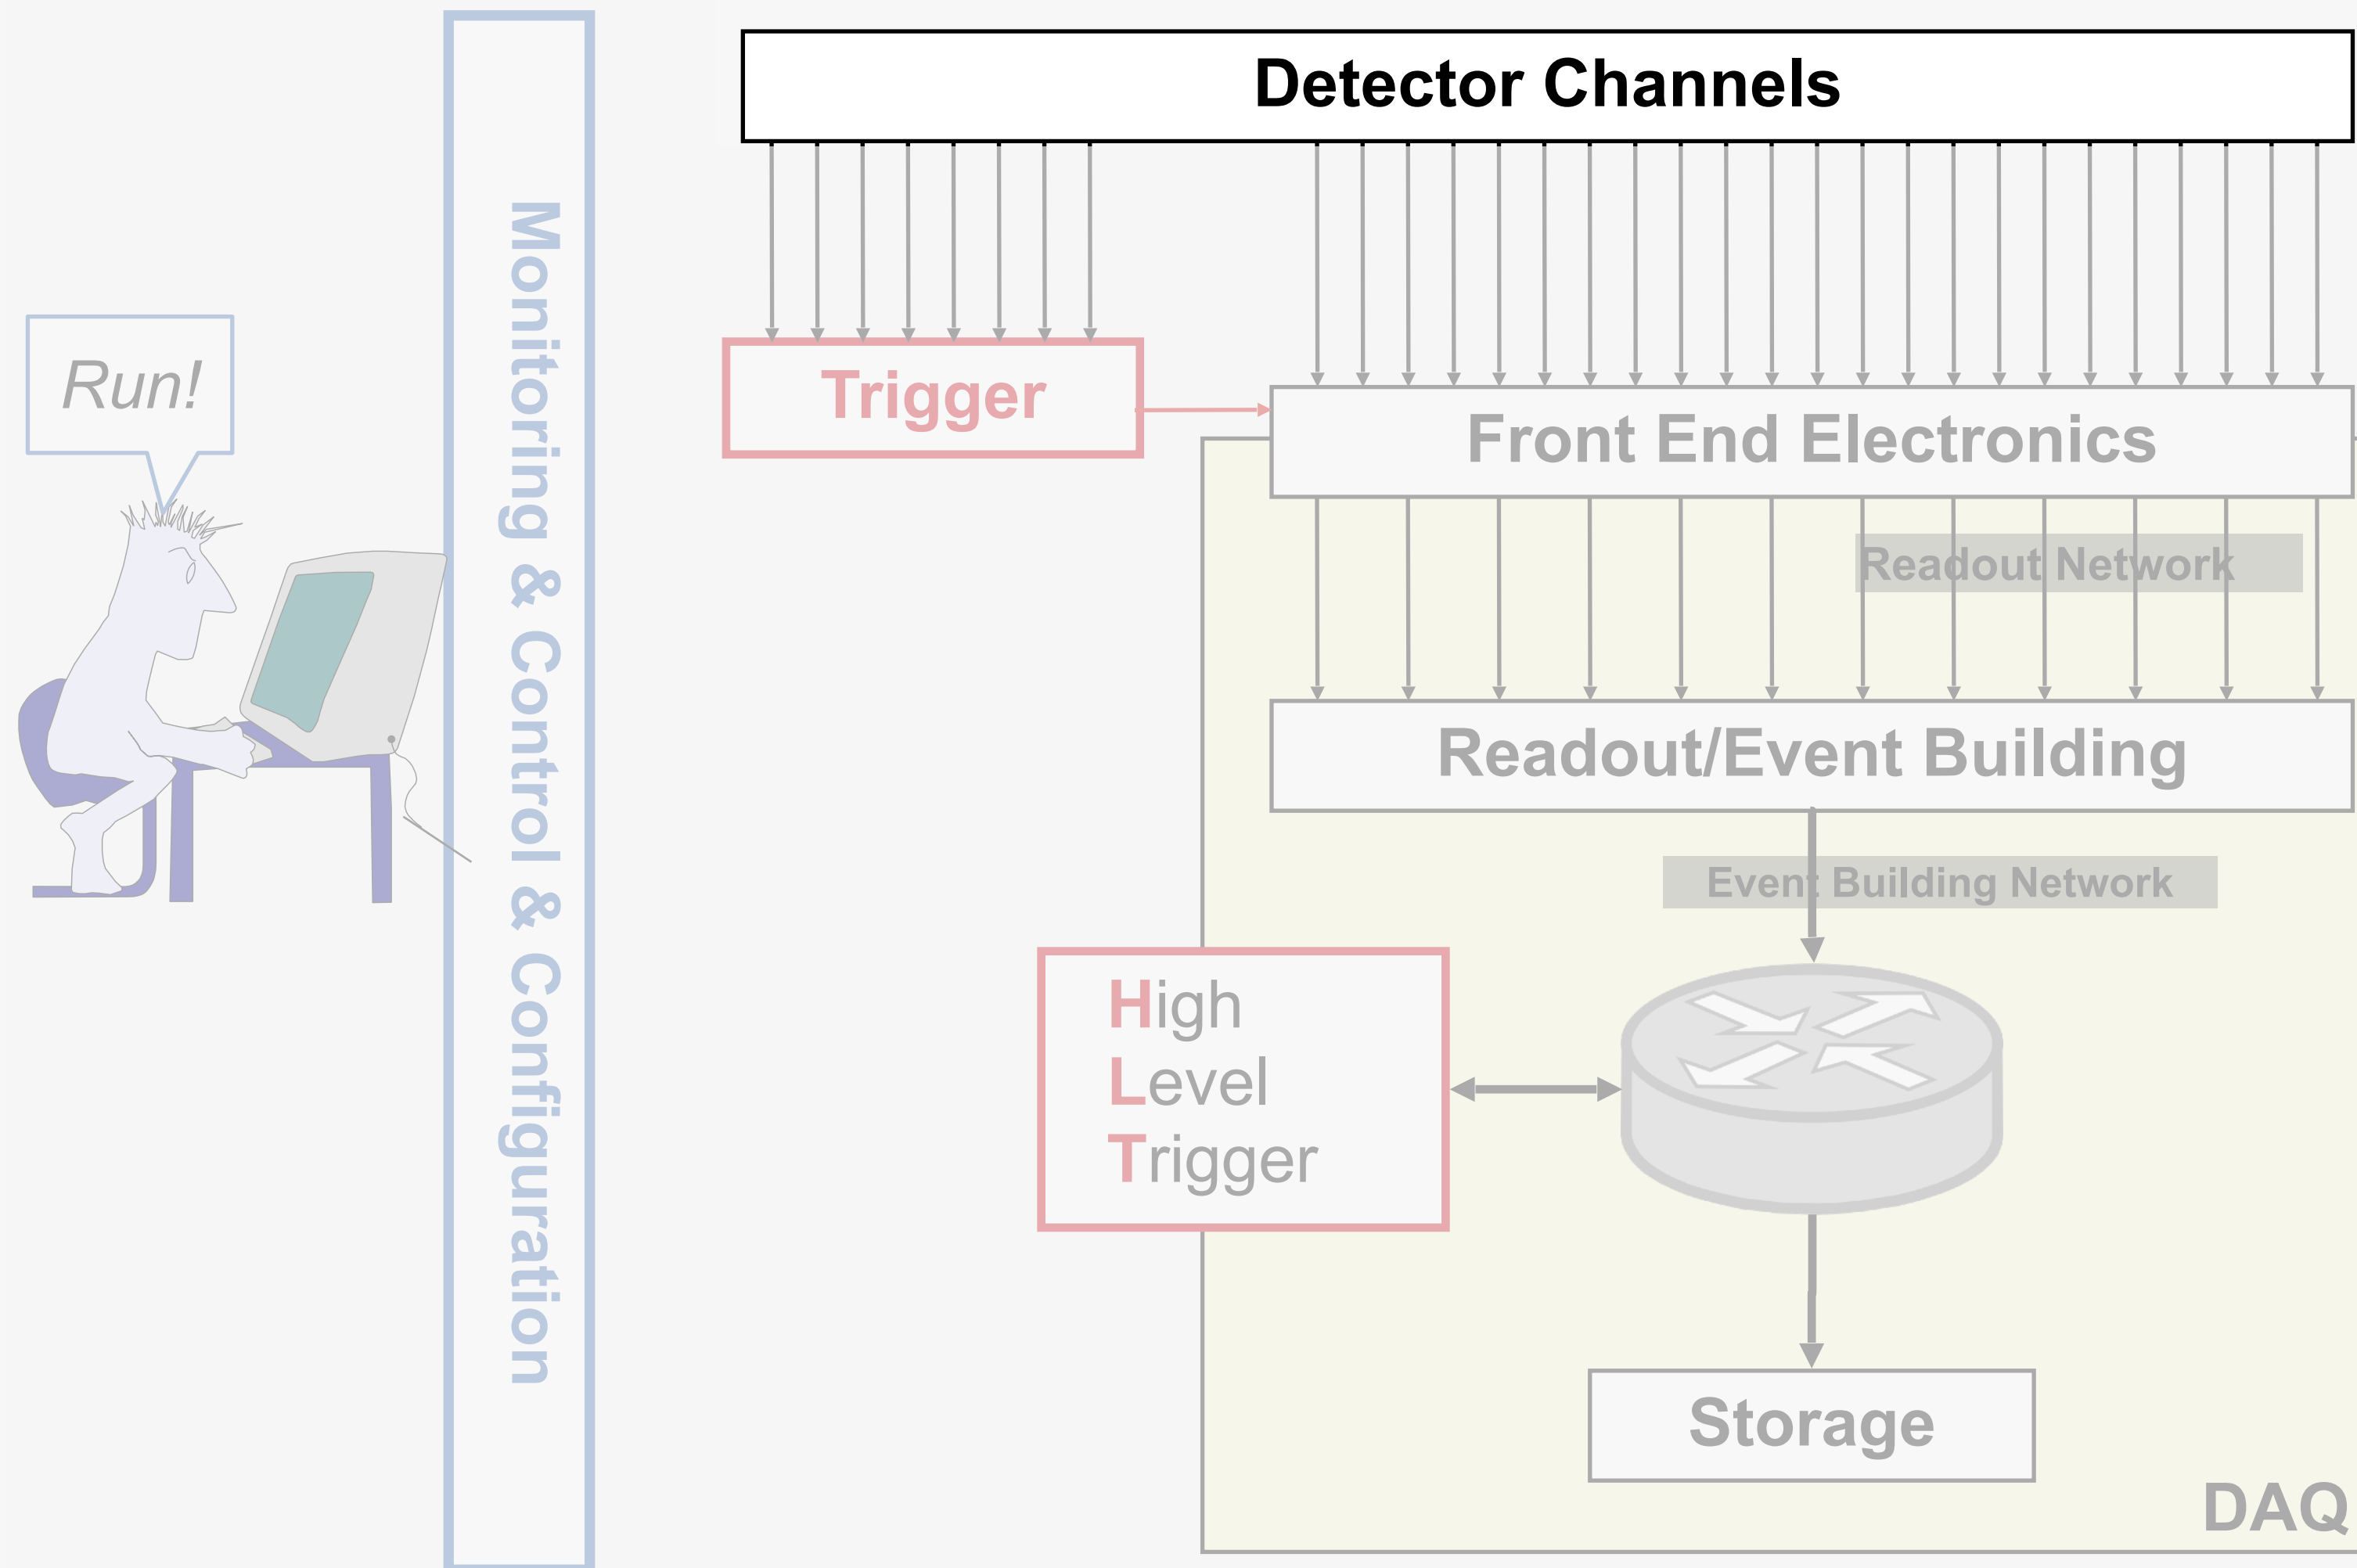 Detector Channels
Run!
Monitoring & Control & Configuration
Trigger
Front End Electronics
Readout Network
Readout/Event Building
Event Building Network
High
Level
Trigger
Storage
DAQ